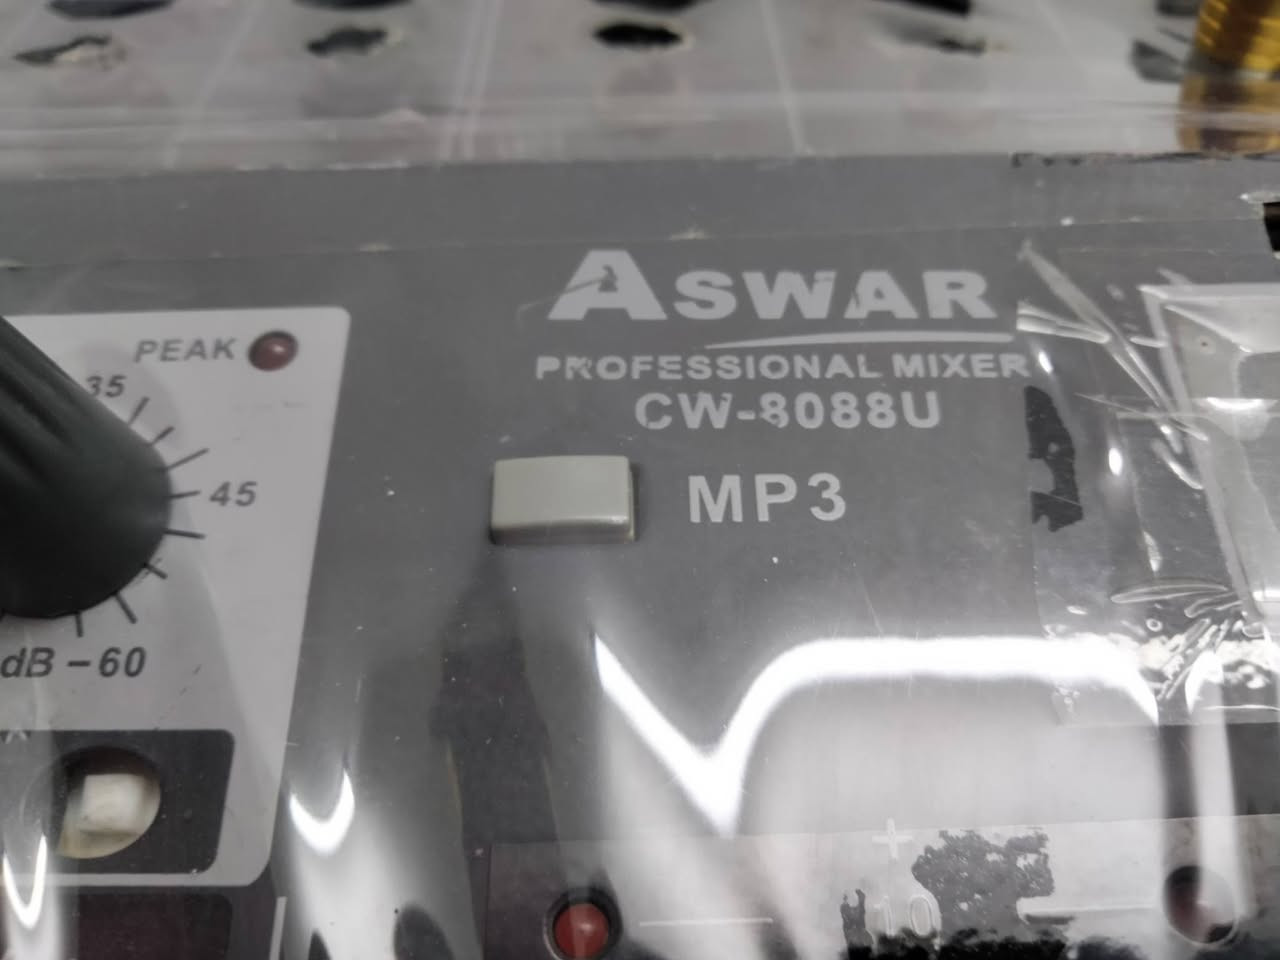 ASWAR
PROFESSIONAL MIXER
CW-8088U
MP3
PEAK
35
45
dB -60
+
10